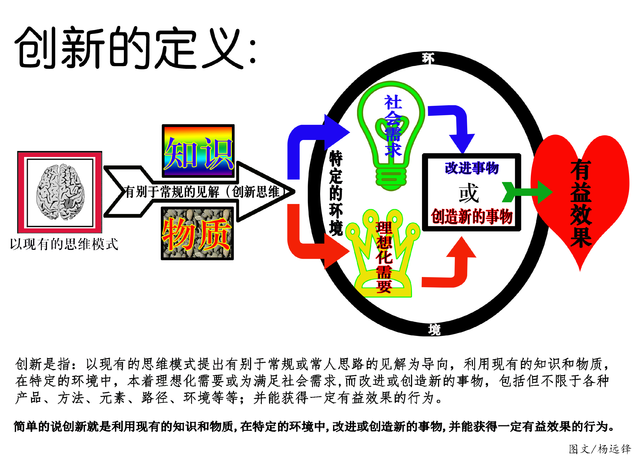 创新的定义:
环
知识
社会需求
特定的环境
改进事物
或
创造新的事物
有益效果
有别于常规的见解（创新思维）
以现有的思维模式
物质
理想化需要
境
创新是指：以现有的思维模式提出有别于常规或常人思路的见解为导向，利用现有的知识和物质，
在特定的环境中，本着理想化需要或为满足社会需求,而改进或创造新的事物，包括但不限于各种
产品、方法、元素、路径、环境等等；并能获得一定有益效果的行为。
简单的说创新就是利用现有的知识和物质,在特定的环境中,改进或创造新的事物,并能获得一定有益效果的行为。
图文/杨远锋